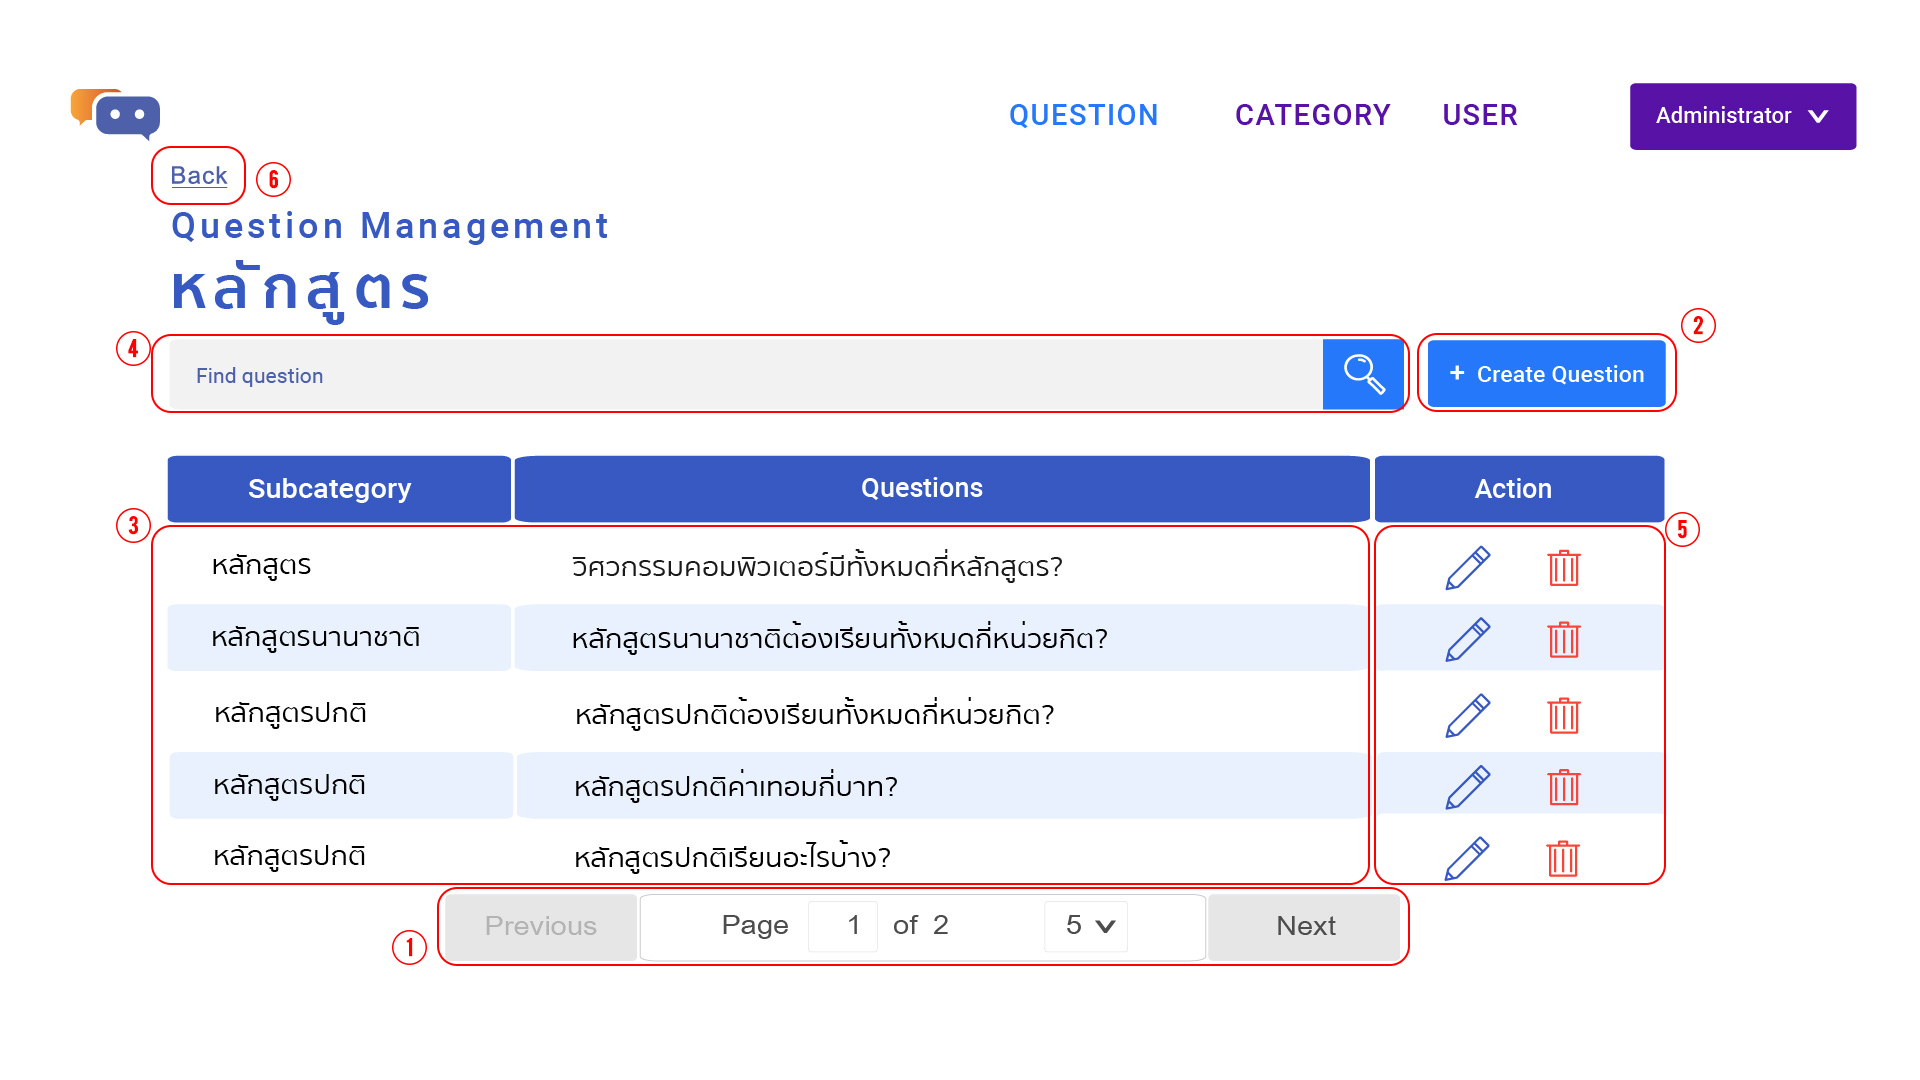 QUESTION CATEGORY USER Administrator
Back 6
Question Management
หลักสูตร
4 Find question + Create Question 2
Subcategory Questions Action
3 5
หลักสูตร วิศวกรรมคอมพิวเตอร์มีทั้งหมดกี่หลักสูตร?
หลักสูตรนานาชาติ หลักสูตรนานาชาติต้องเรียนทั้งหมดกี่หน่วยกิต?
หลักสูตรปกติ หลักสูตรปกติต้องเรียนทั้งหมดกี่หน่วยกิต?
หลักสูตรปกติ หลักสูตรปกติค่าเทอมกี่บาท?
หลักสูตรปกติ หลักสูตรปกติเรียนอะไรบ้าง?
1 Previous Page 1 of 2 5 Next